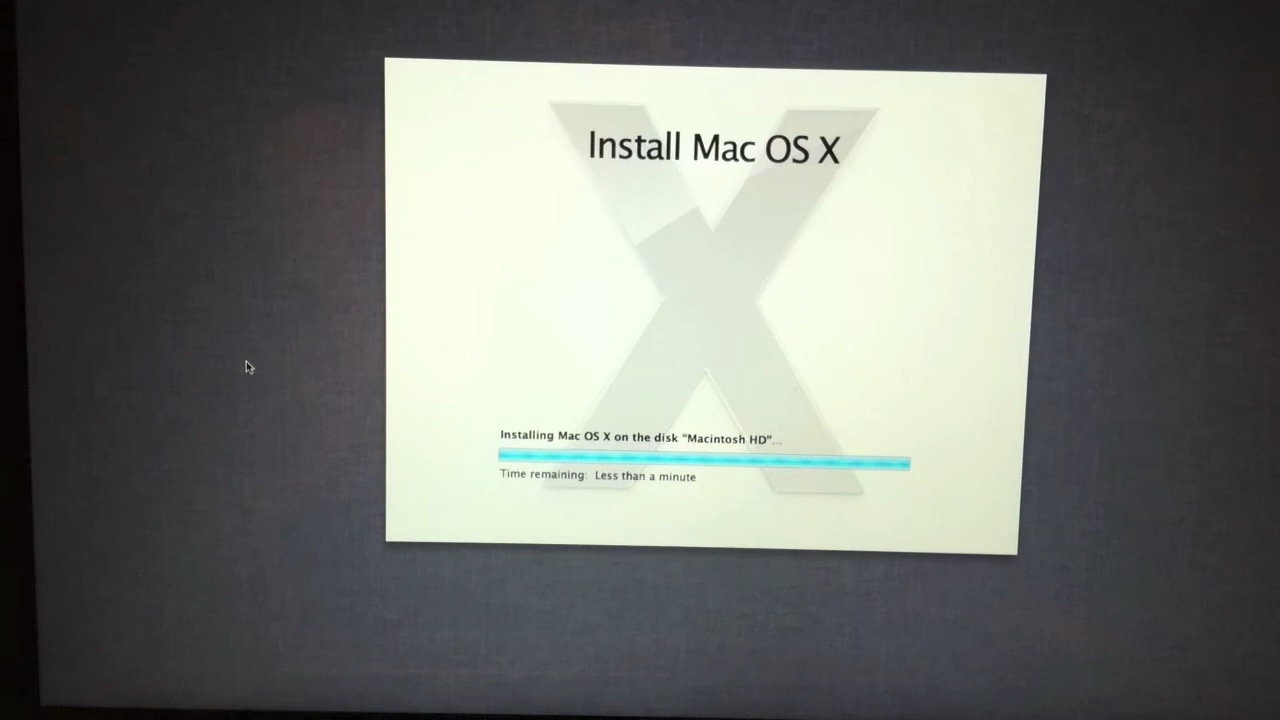 Install Mac OS X
Installing Mac OS X on the disk "Macintosh HD"...
Time remaining: Less than a minute